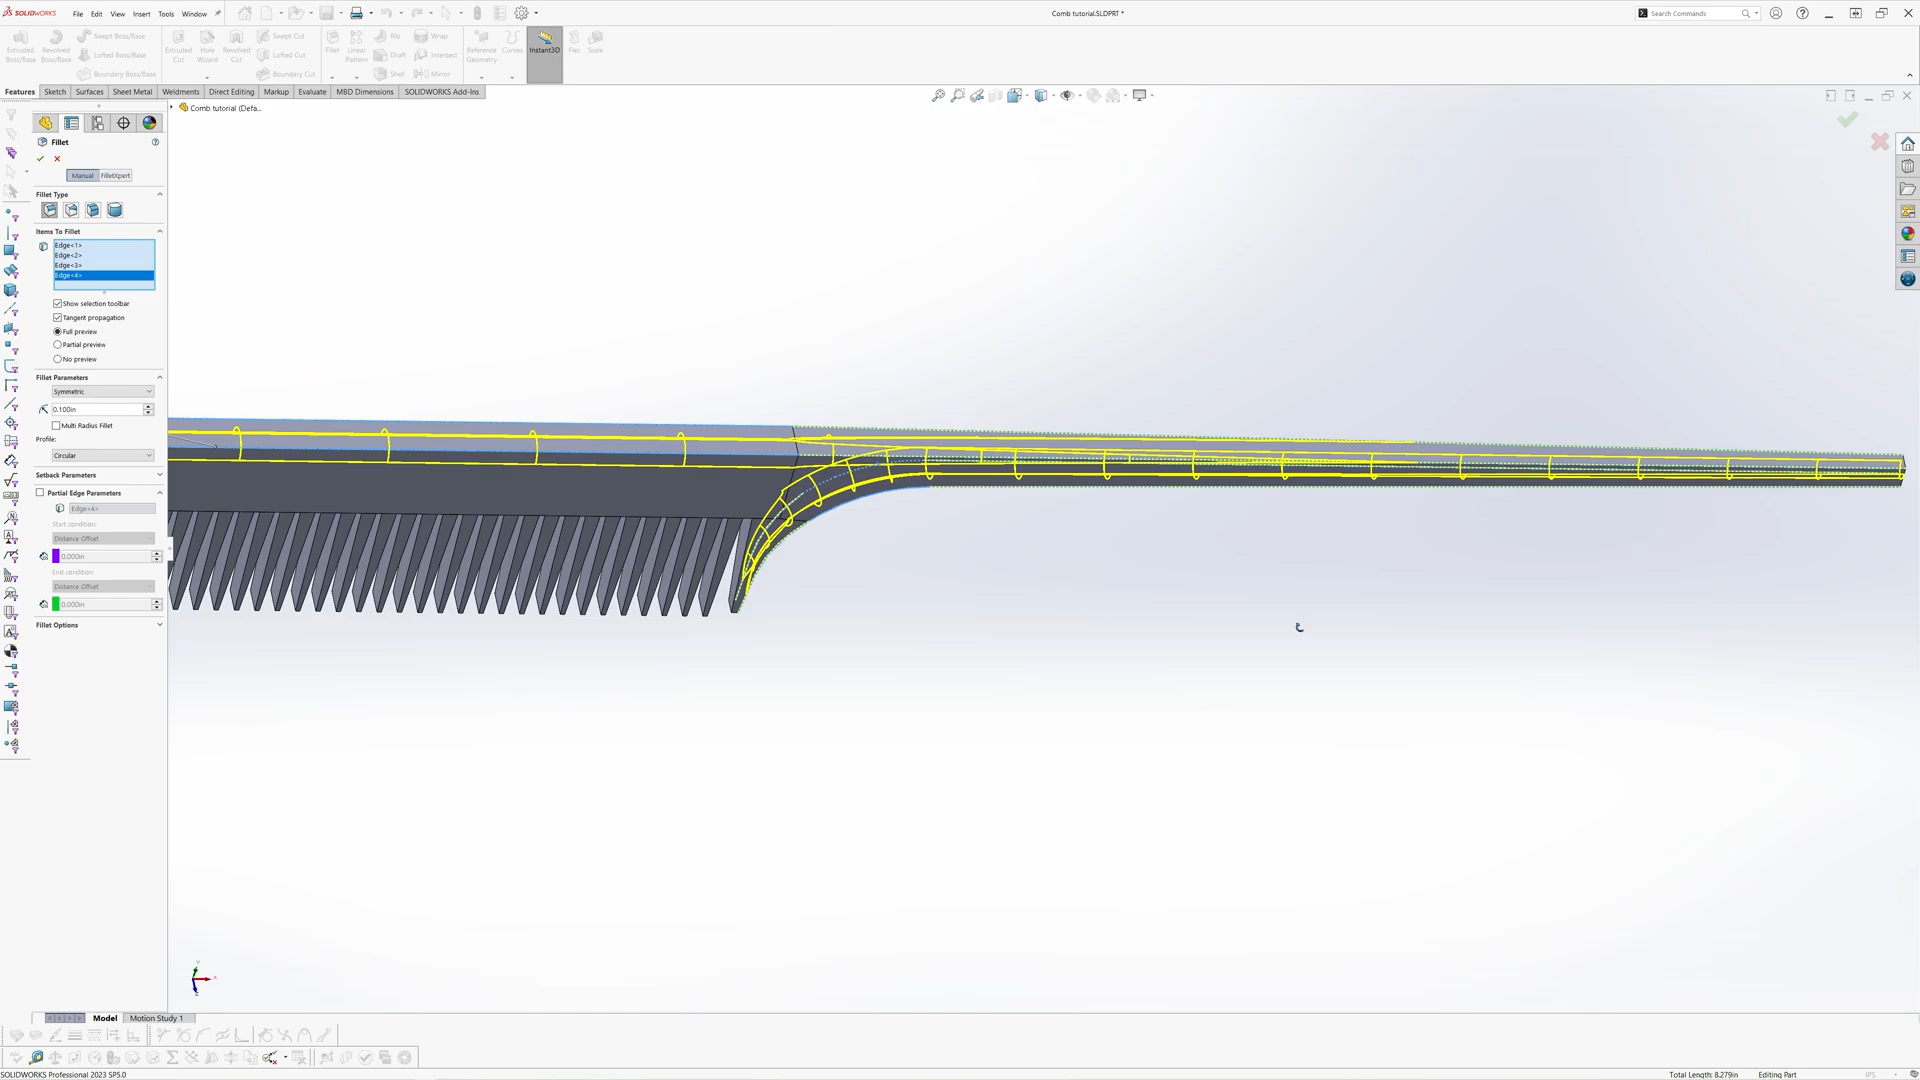 SOLIDWORKS File Edit View Insert Tools Window Comb tutorial.SLDPRT * Search Commands
Extruded Boss/Base
Revolved Boss/Base
Swept Boss/Base
Lofted Boss/Base
Boundary Boss/Base
Extruded Cut
Hole Wizard
Revolved Cut
Swept Cut
Lofted Cut
Boundary Cut
Fillet
Linear Pattern
Rib
Draft
Shell
Wrap
Intersect
Mirror
Reference Geometry
Curves
Instant3D
Flex
Scale
Features Sketch Surfaces Sheet Metal Weldments Direct Editing Markup Evaluate MBD Dimensions SOLIDWORKS Add-Ins
Comb tutorial (Defa...
Fillet
Manual FilletXpert
Fillet Type
Items To Fillet
Edge<1>
Edge<2>
Edge<3>
Edge<4>
Show selection toolbar
Tangent propagation
Full preview
Partial preview
No preview
Fillet Parameters
Symmetric
0.100in
Multi Radius Fillet
Profile:
Circular
Setback Parameters
Partial Edge Parameters
Edge<4>
Start condition:
Distance Offset
0.000in
End condition:
Distance Offset
0.000in
Fillet Options
Model Motion Study 1
SOLIDWORKS Professional 2023 SP5.0 Total Length: 8.279in Editing Part IPS